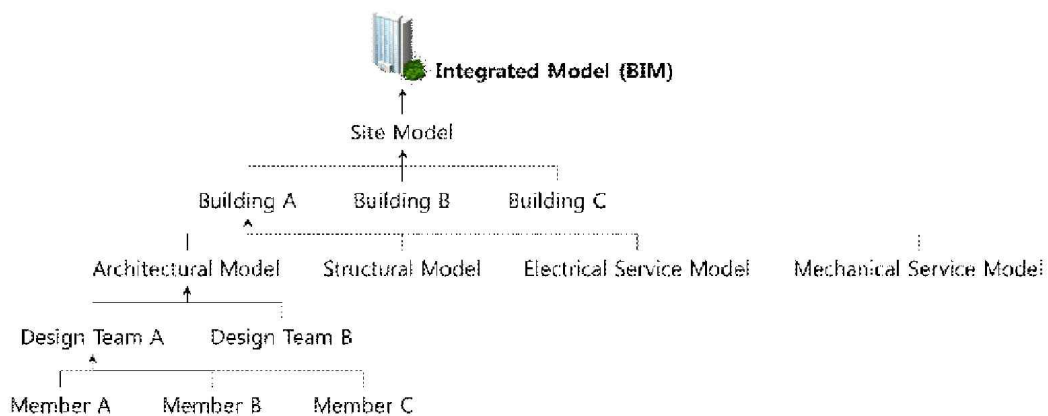 Integrated Model (BIM)
Site Model
Building A Building B Building C
Architectural Model Structural Model Electrical Service Model Mechanical Service Model
Design Team A Design Team B
Member A Member B Member C